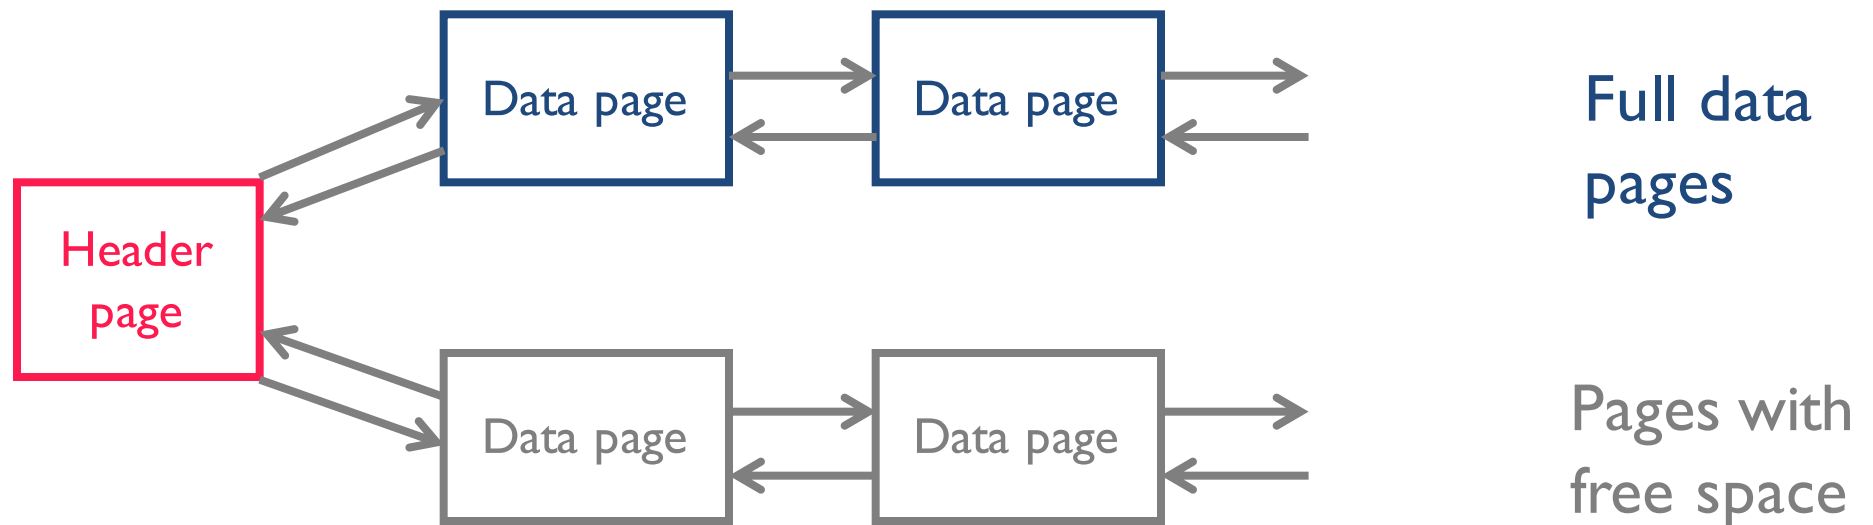 Data page
Data page
Full data
pages
Header
page
Data page
Data page
Pages with
free space